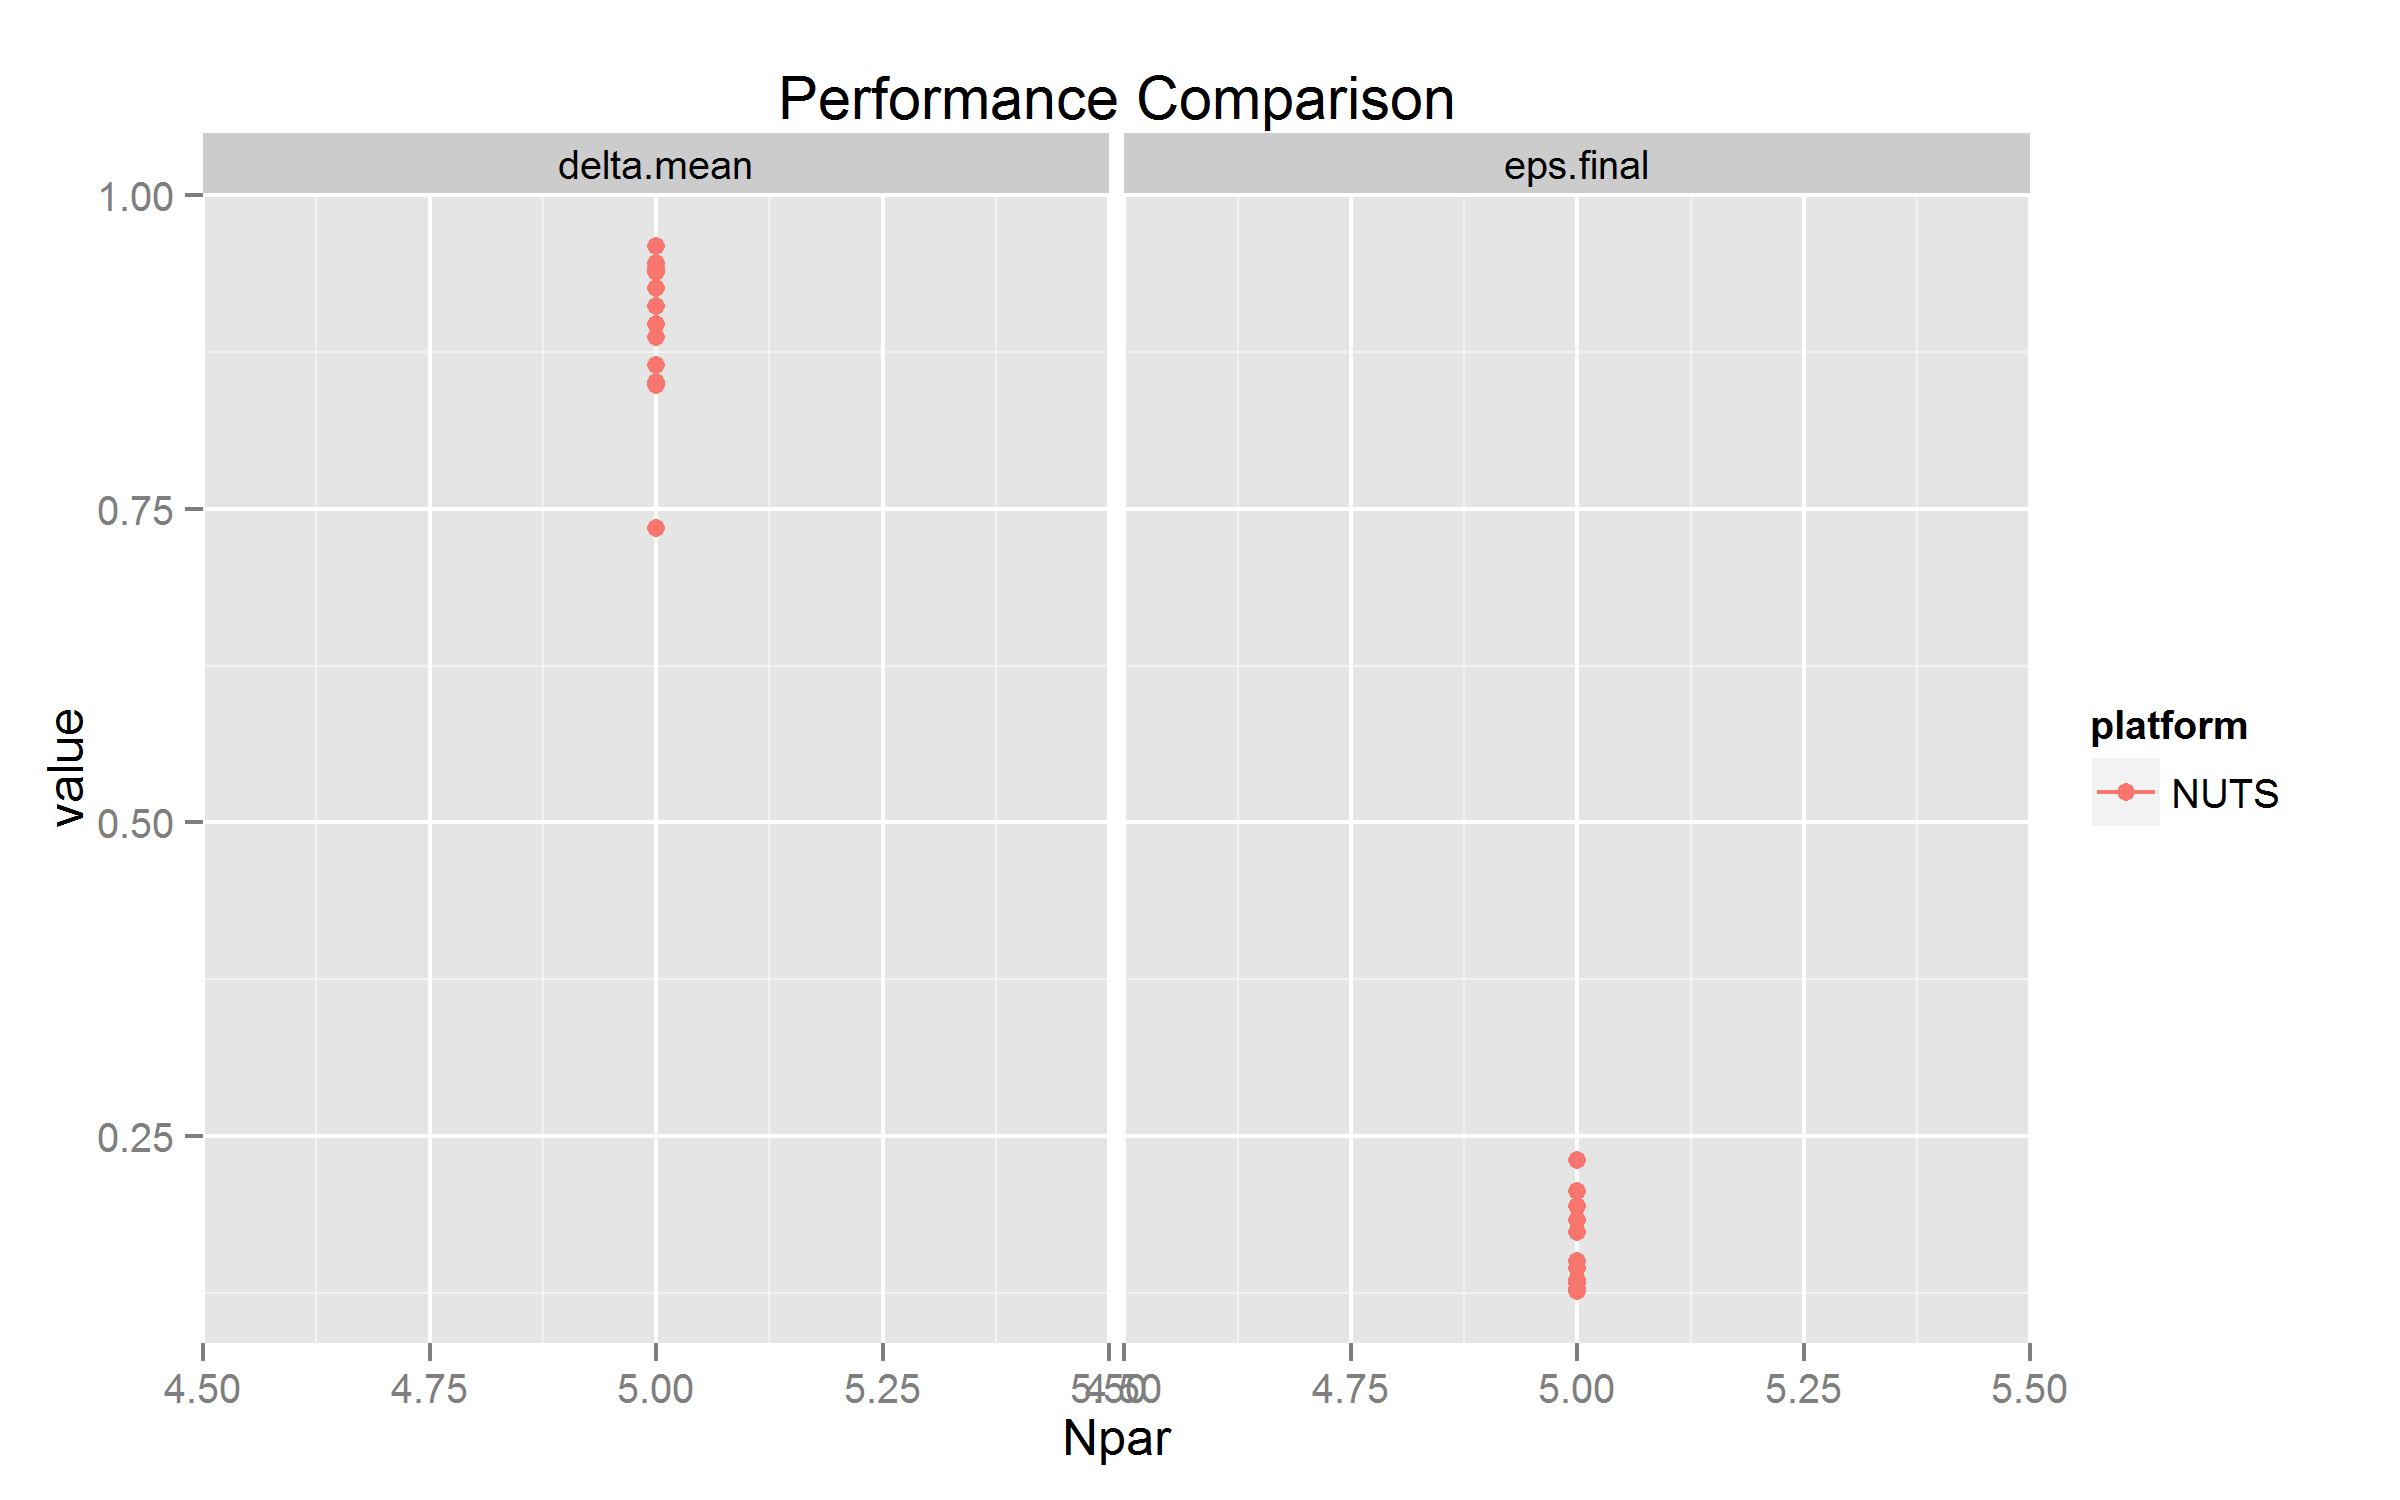 Performance Comparison
delta.mean eps.final
1.00
0.75
0.50
0.25
value
4.50 4.75 5.00 5.25 5.50 4.50 4.75 5.00 5.25 5.50
Npar
platform
NUTS